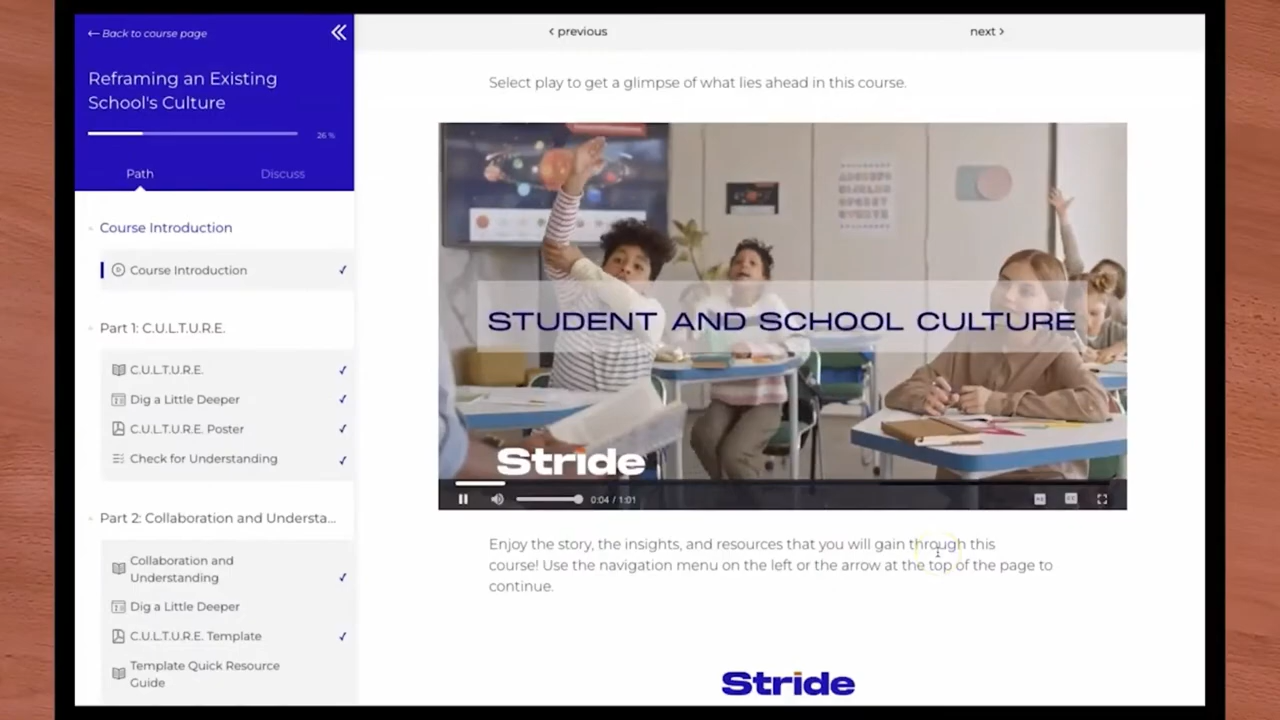 ← Back to course page
Reframing an Existing
School's Culture
26 %
Path
Discuss
Course Introduction
Course Introduction
Part 1: C.U.L.T.U.R.E.
C.U.L.T.U.R.E.
Dig a Little Deeper
C.U.L.T.U.R.E. Poster
Check for Understanding
Part 2: Collaboration and Understa...
Collaboration and
Understanding
Dig a Little Deeper
C.U.L.T.U.R.E. Template
Template Quick Resource
Guide
< previous
next >
Select play to get a glimpse of what lies ahead in this course.
STUDENT AND SCHOOL CULTURE
Stride
0:04 / 1:01
Enjoy the story, the insights, and resources that you will gain through this
course! Use the navigation menu on the left or the arrow at the top of the page to
continue.
Stride